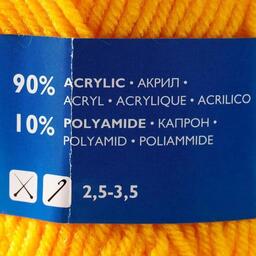 90% ACRYLIC • АКРИЛ •
ACRYL • ACRYLIQUE • ACRILICO
10% POLYAMIDE • КАПРОН •
POLYAMID • POLIAMMIDE
2,5-3,5